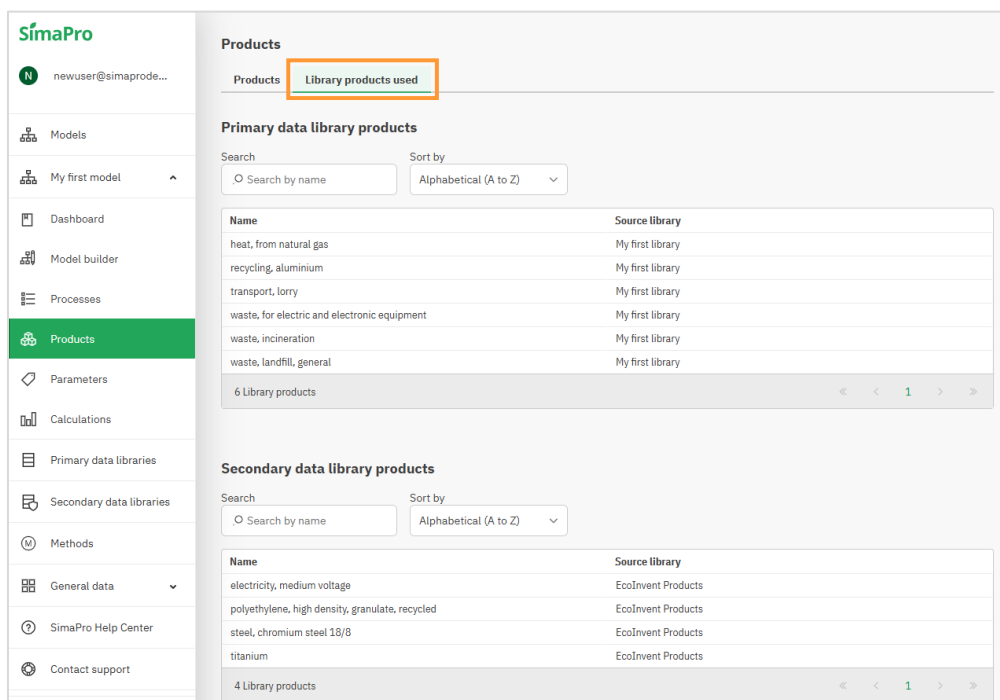 SimaPro
N newuser@simaprode...
Models
My first model
Dashboard
Model builder
Processes
Products
Parameters
Calculations
Primary data libraries
Secondary data libraries
M Methods
General data
? SimaPro Help Center
Contact support
Products
Products Library products used
Primary data library products
Search Sort by
Search by name Alphabetical (A to Z)
Name Source library
heat, from natural gas My first library
recycling, aluminium My first library
transport, lorry My first library
waste, for electric and electronic equipment My first library
waste, incineration My first library
waste, landfill, general My first library
6 Library products « < 1 > »
Secondary data library products
Search Sort by
Search by name Alphabetical (A to Z)
Name Source library
electricity, medium voltage EcoInvent Products
polyethylene, high density, granulate, recycled EcoInvent Products
steel, chromium steel 18/8 EcoInvent Products
titanium EcoInvent Products
4 Library products « < 1 > »